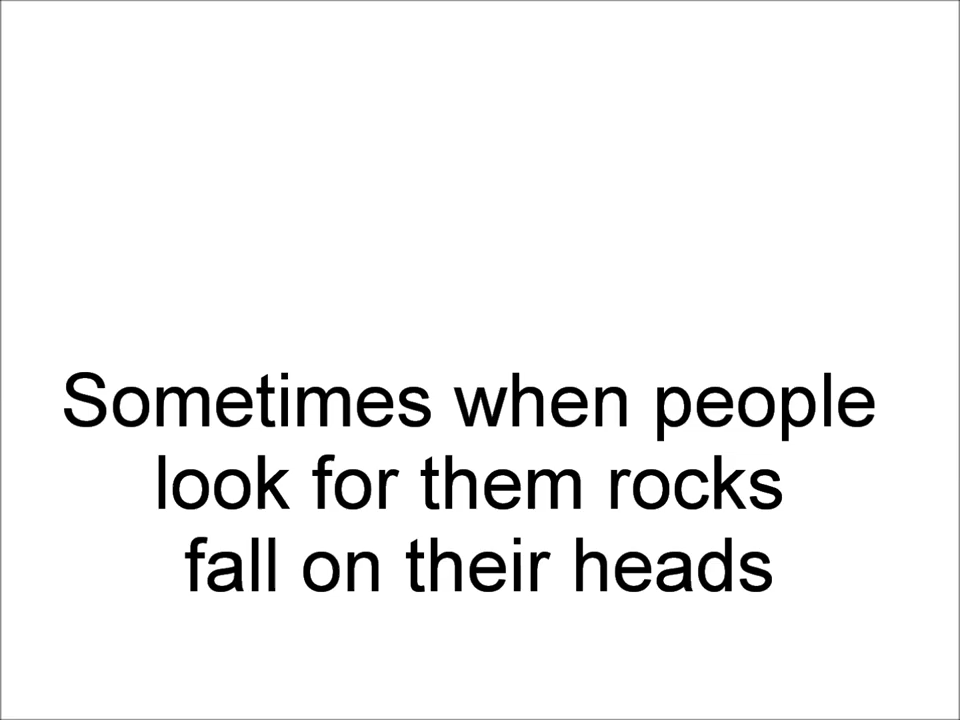 Sometimes when people
look for them rocks
fall on their heads